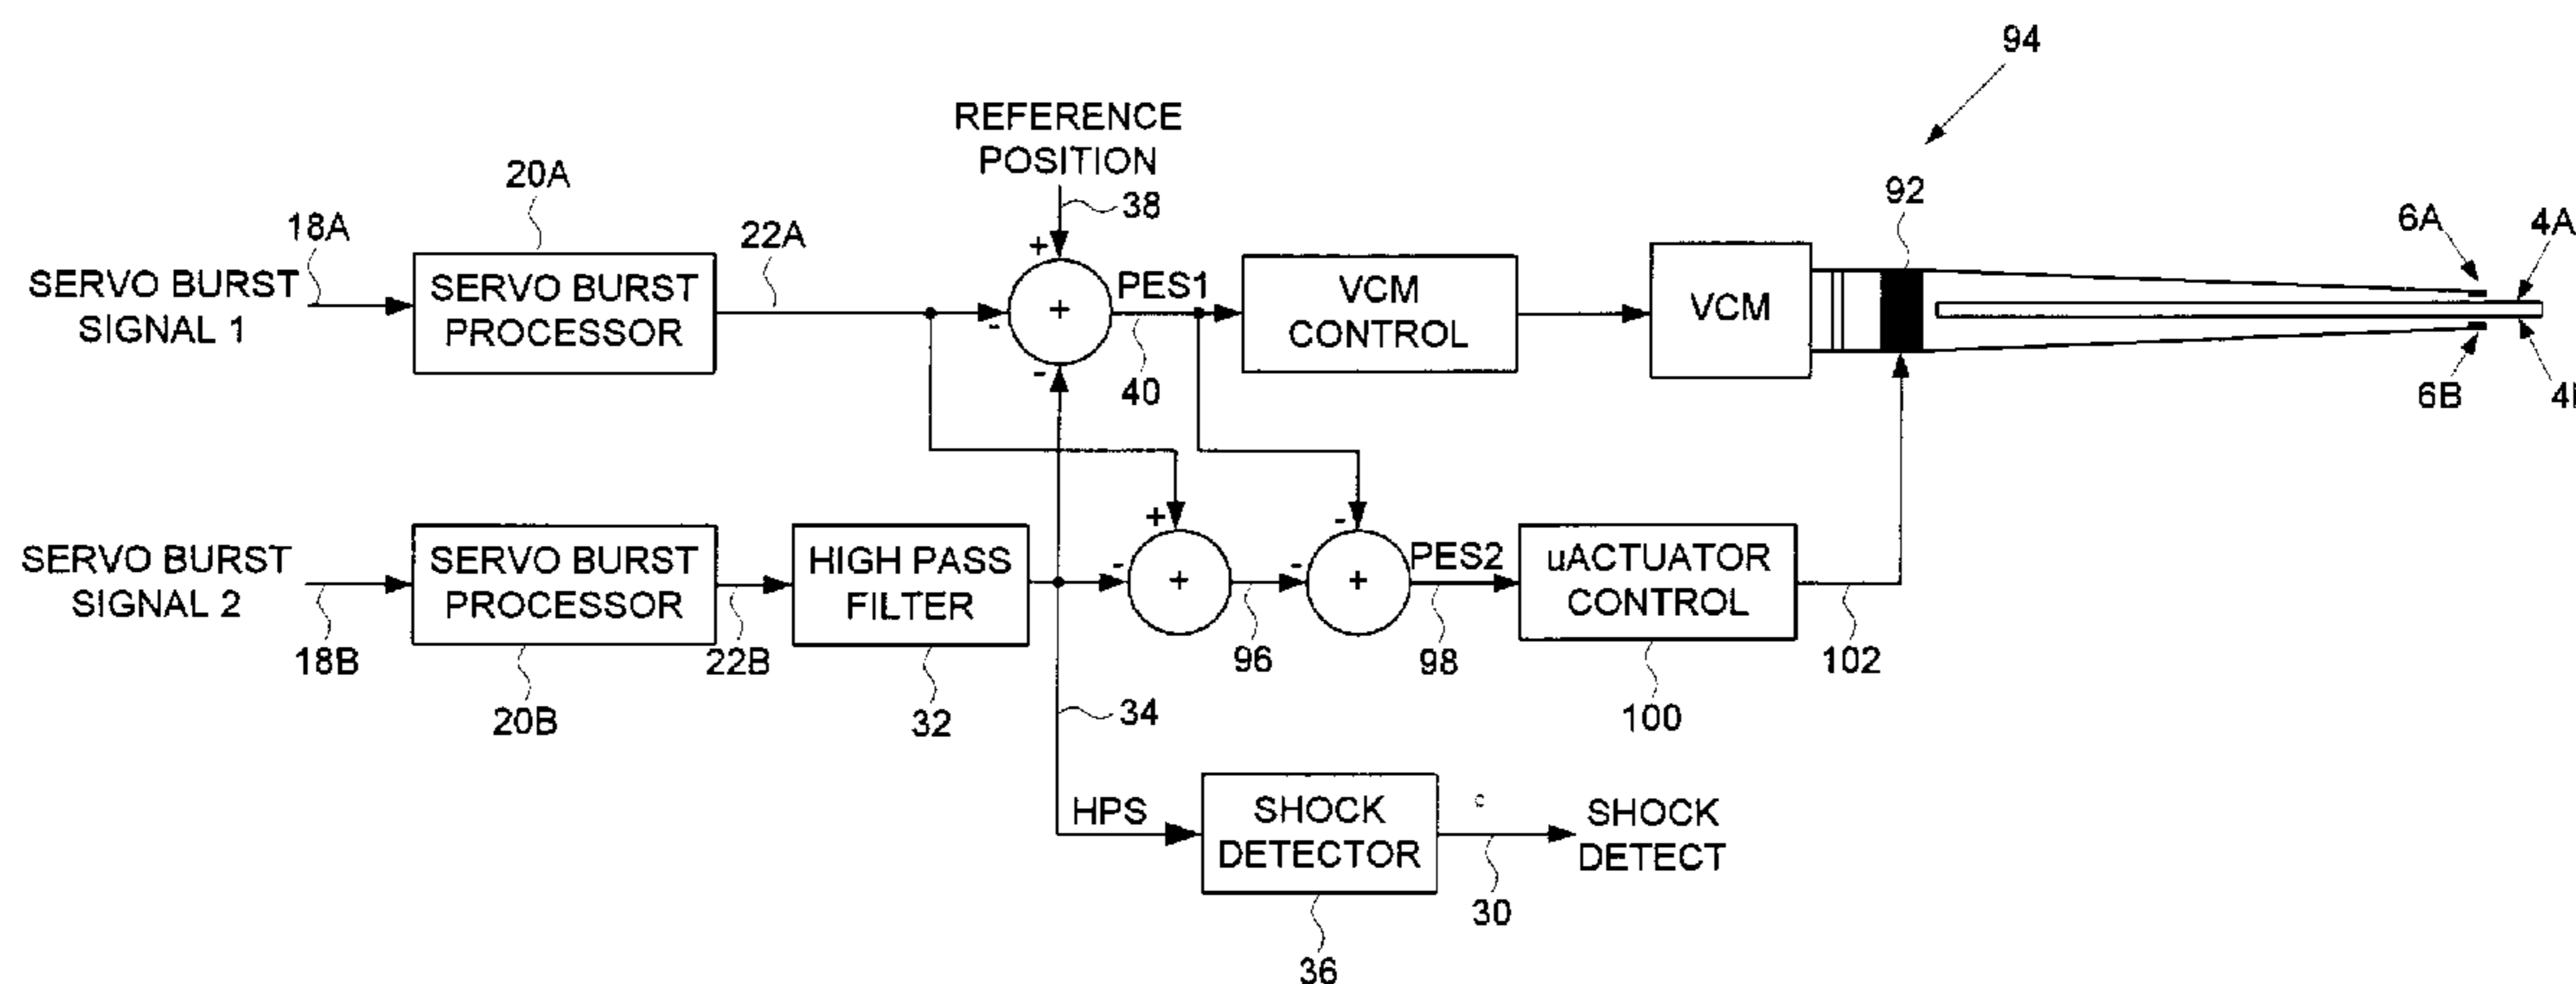 94
REFERENCE
POSITION
38
20A
18A
22A
92
6A
4A
SERVO BURST
SIGNAL 1
SERVO BURST
PROCESSOR
+
-
-
+
PES1
40
VCM
CONTROL
VCM
6B
SERVO BURST
SIGNAL 2
18B
SERVO BURST
PROCESSOR
20B
22B
HIGH PASS
FILTER
32
34
+
-
+
96
-
-
+
PES2
98
uACTUATOR
CONTROL
100
102
HPS
SHOCK
DETECTOR
36
30
SHOCK
DETECT